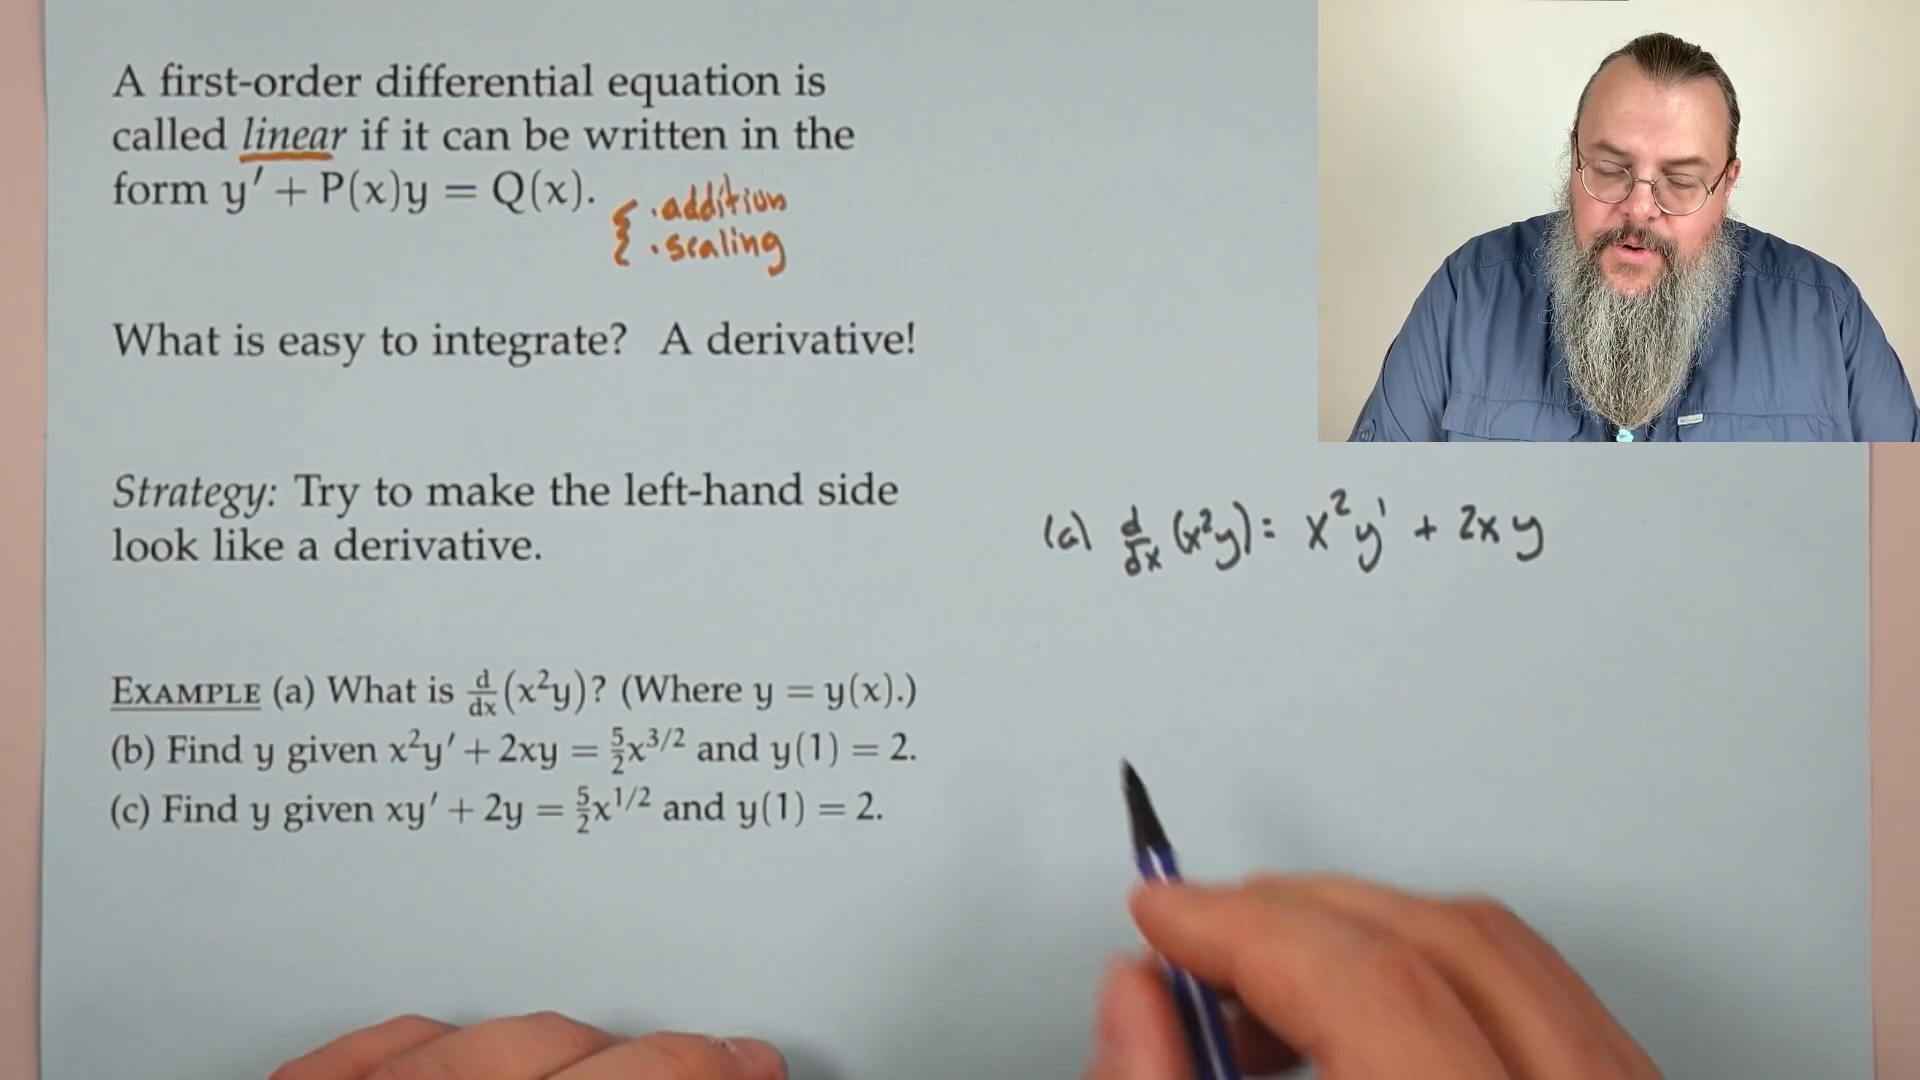 A first-order differential equation is
called linear if it can be written in the
form y′ + P(x)y = Q(x).
{ · addition
· scaling
What is easy to integrate? A derivative!
Strategy: Try to make the left-hand side
look like a derivative.
(a) d/dx (x²y) = x²y' + 2xy
EXAMPLE (a) What is d/dx(x²y)? (Where y = y(x).)
(b) Find y given x²y′ + 2xy = 5/2x^3/2 and y(1) = 2.
(c) Find y given xy′ + 2y = 5/2x^1/2 and y(1) = 2.